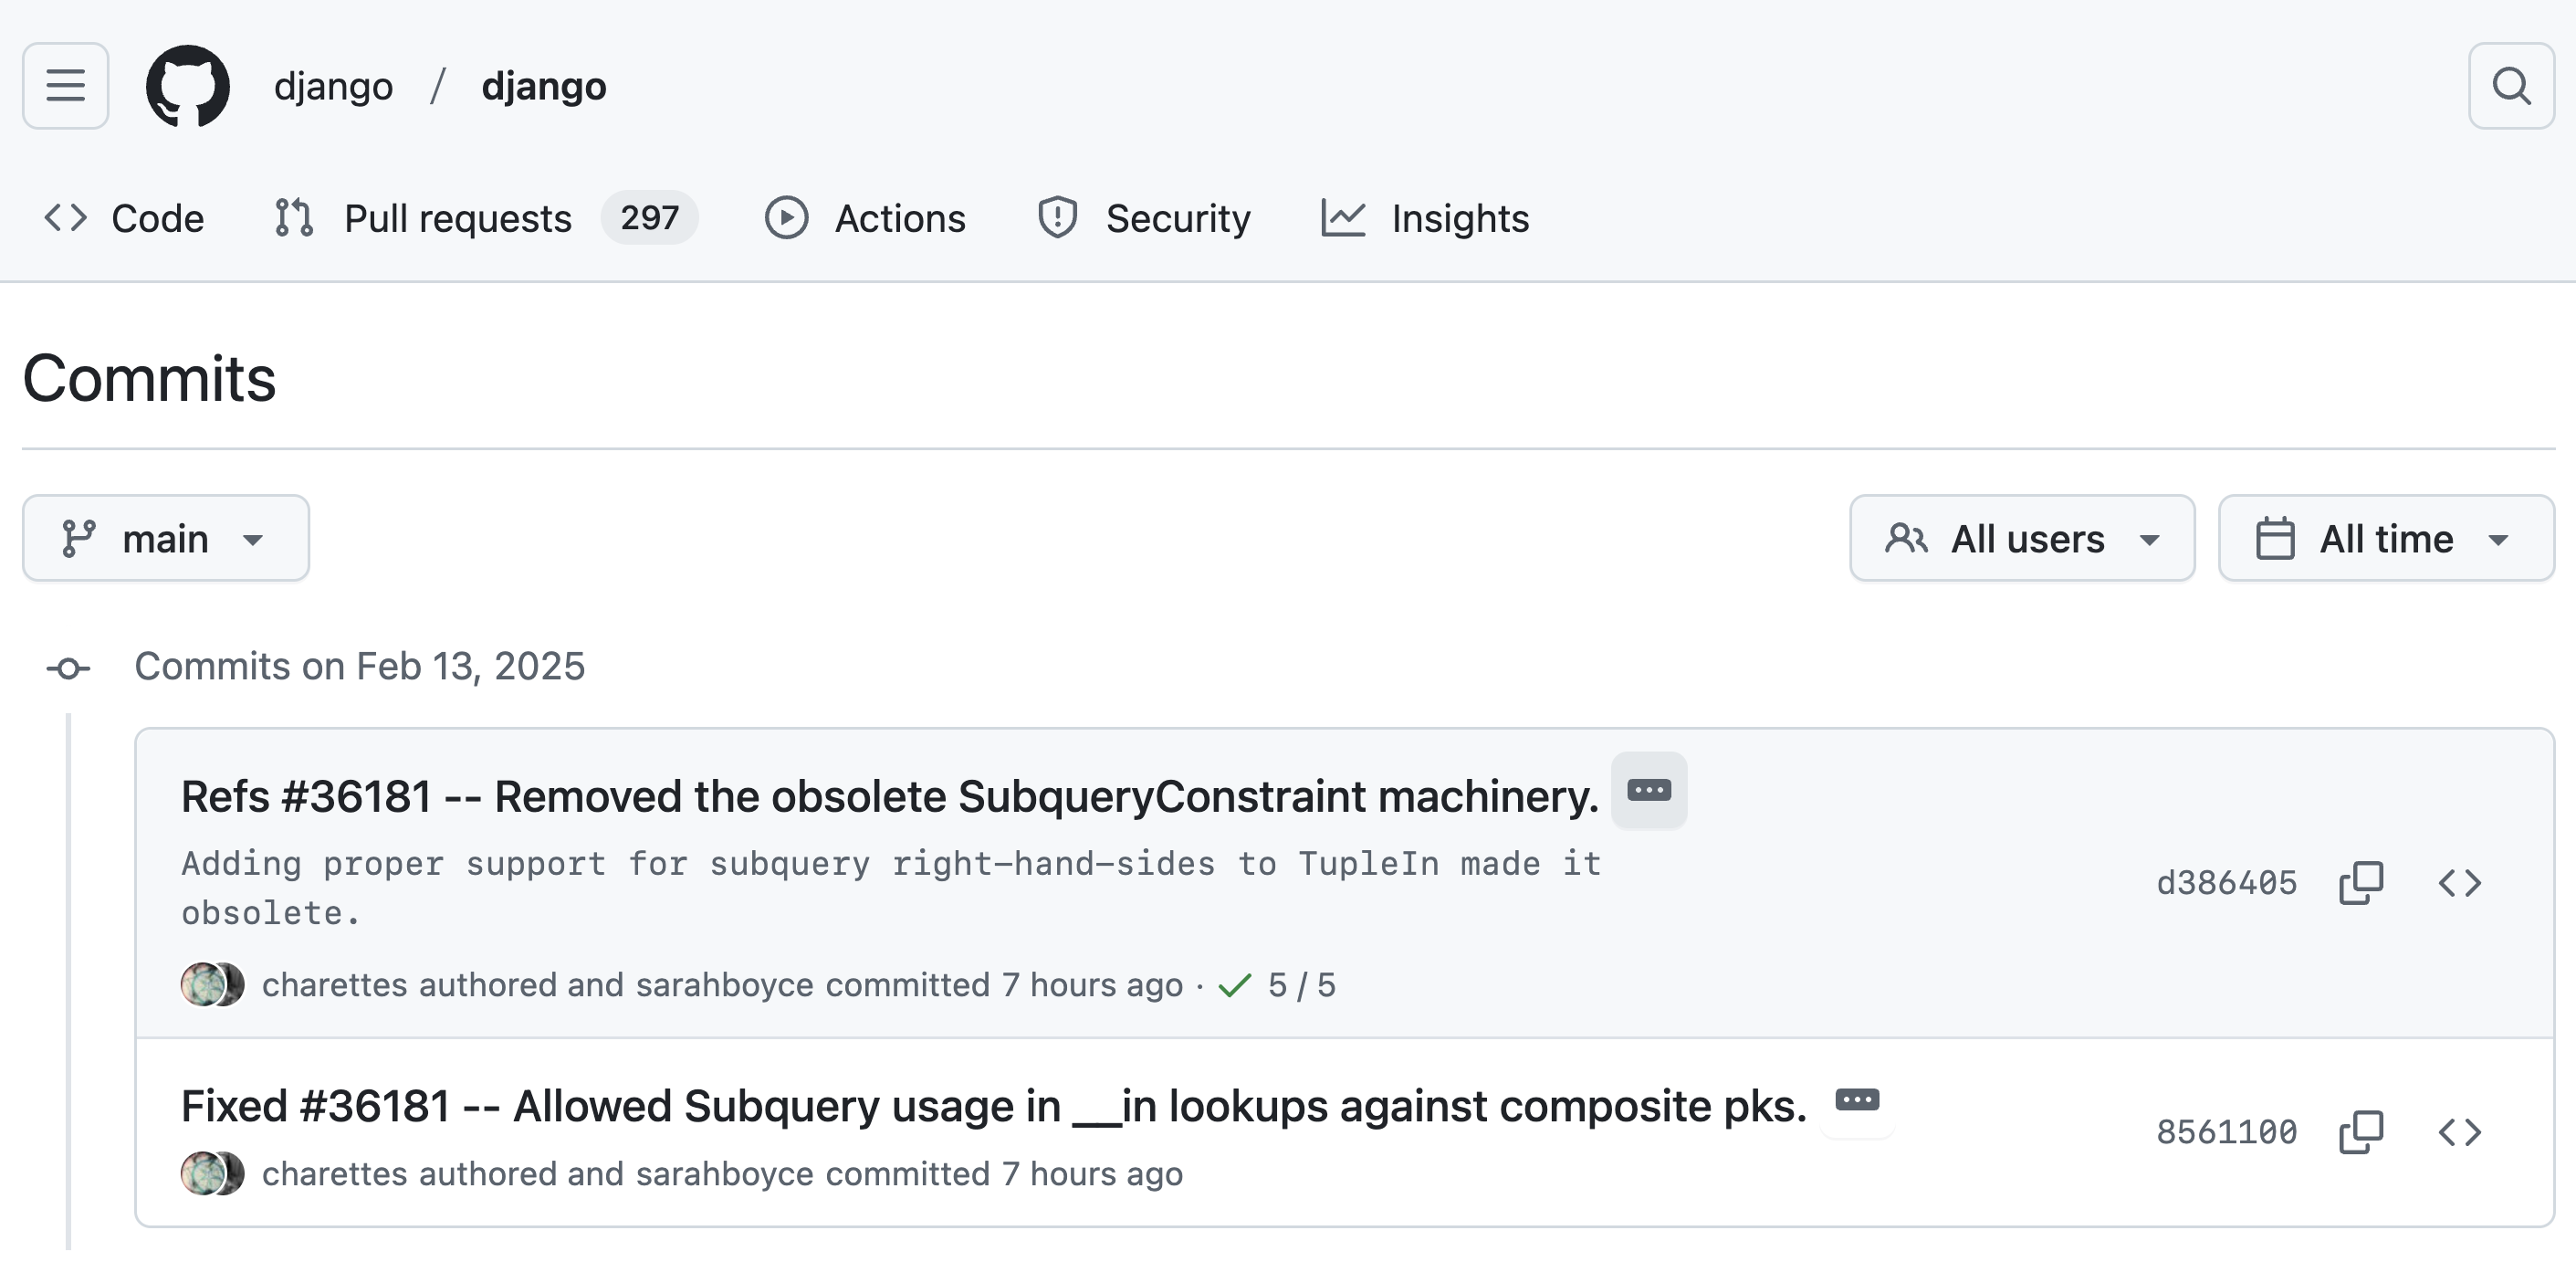 django / django
Code Pull requests 297 Actions Security Insights
Commits
main All users All time
Commits on Feb 13, 2025
Refs #36181 -- Removed the obsolete SubqueryConstraint machinery.
Adding proper support for subquery right-hand-sides to TupleIn made it
obsolete.
d386405
charettes authored and sarahboyce committed 7 hours ago · 5 / 5
Fixed #36181 -- Allowed Subquery usage in __in lookups against composite pks.
8561100
charettes authored and sarahboyce committed 7 hours ago